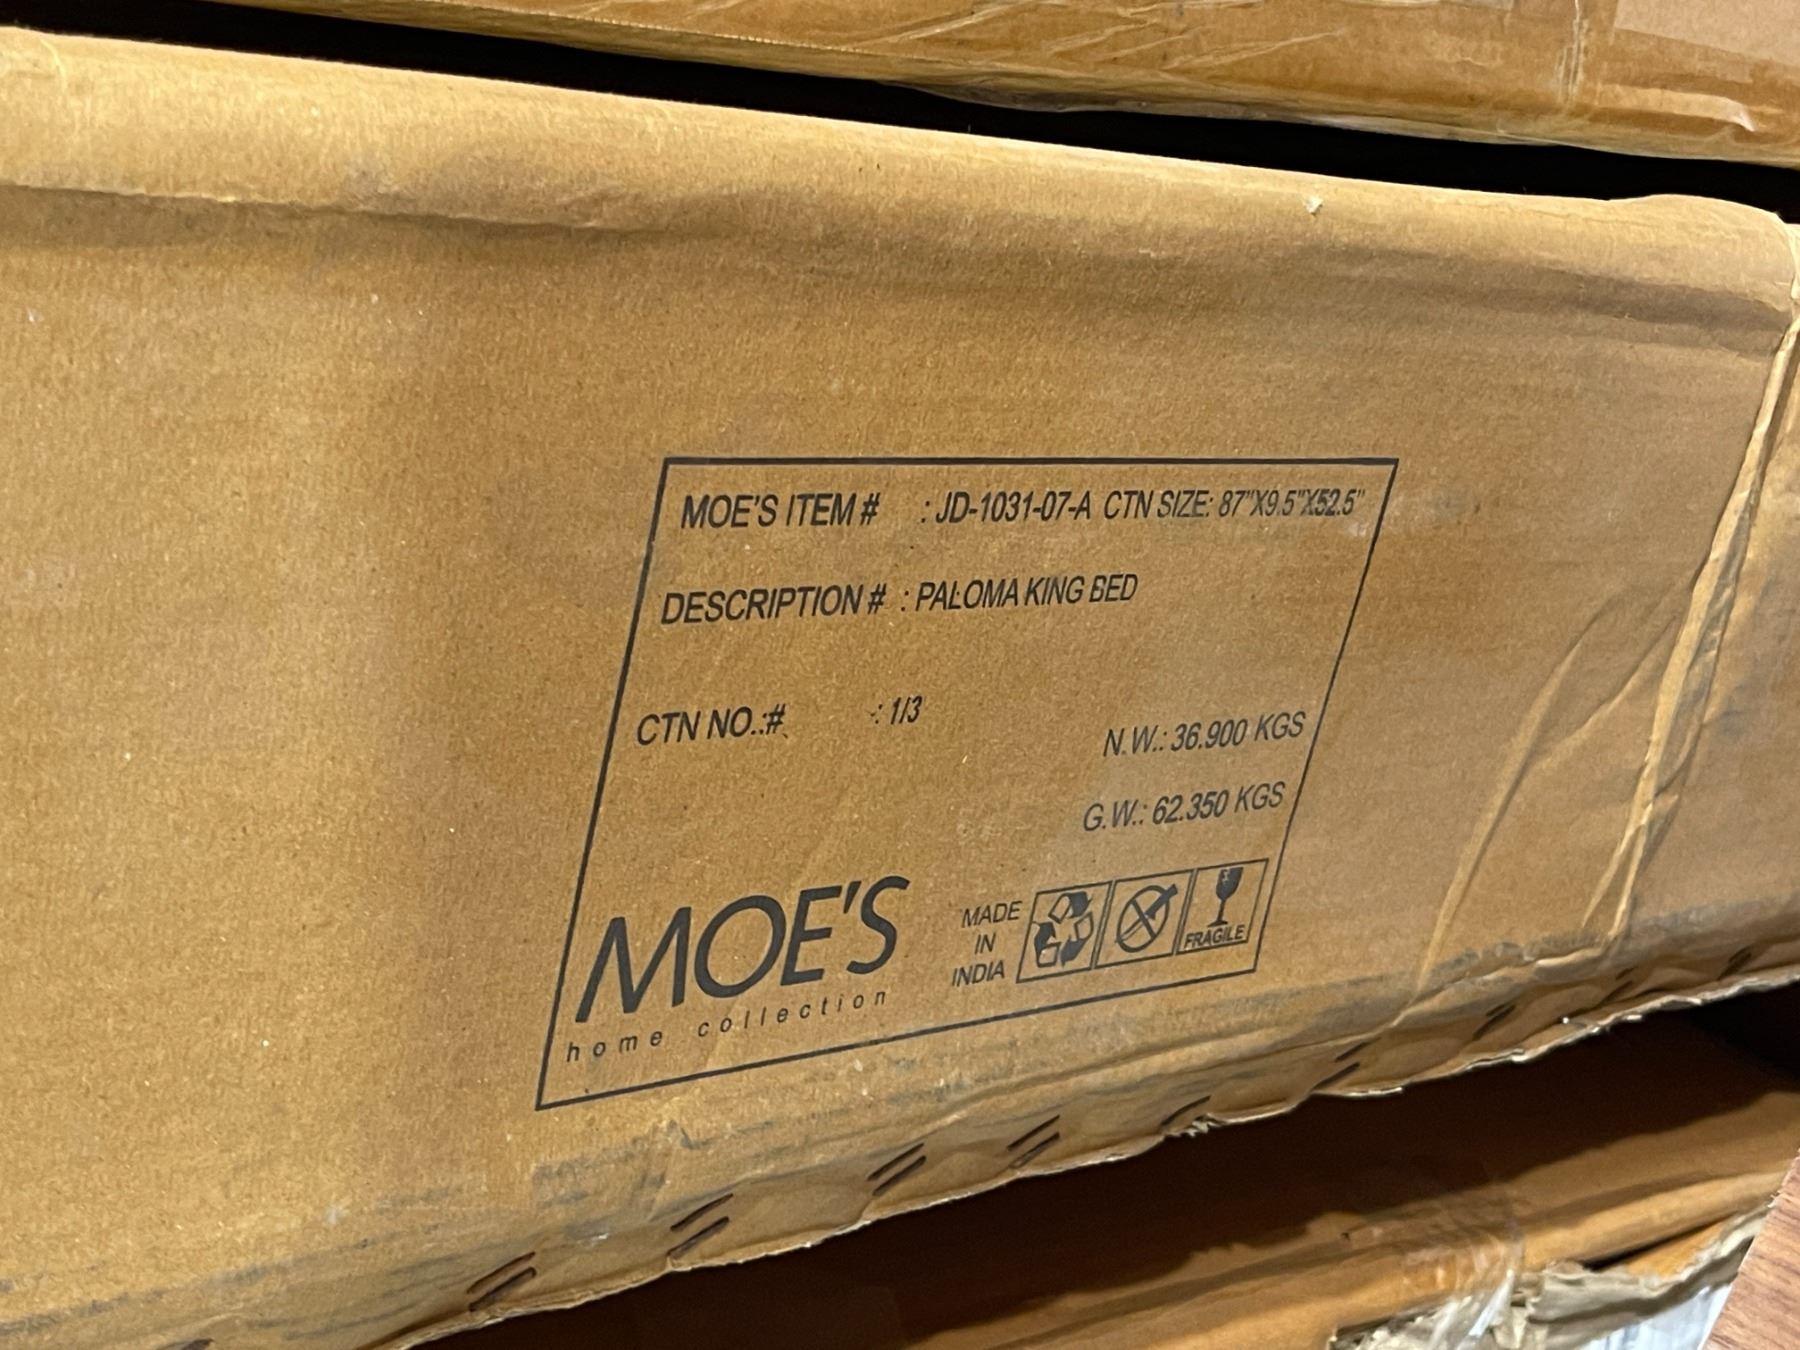 MOE'S ITEM # : JD-1031-07-A CTN SIZE: 87"X9.5"X52.5"
DESCRIPTION # : PALOMA KING BED
CTN NO.:# : 1/3
N.W.: 36.900 KGS
G.W.: 62.350 KGS
MOE'S
home collection
MADE
IN
INDIA
FRAGILE